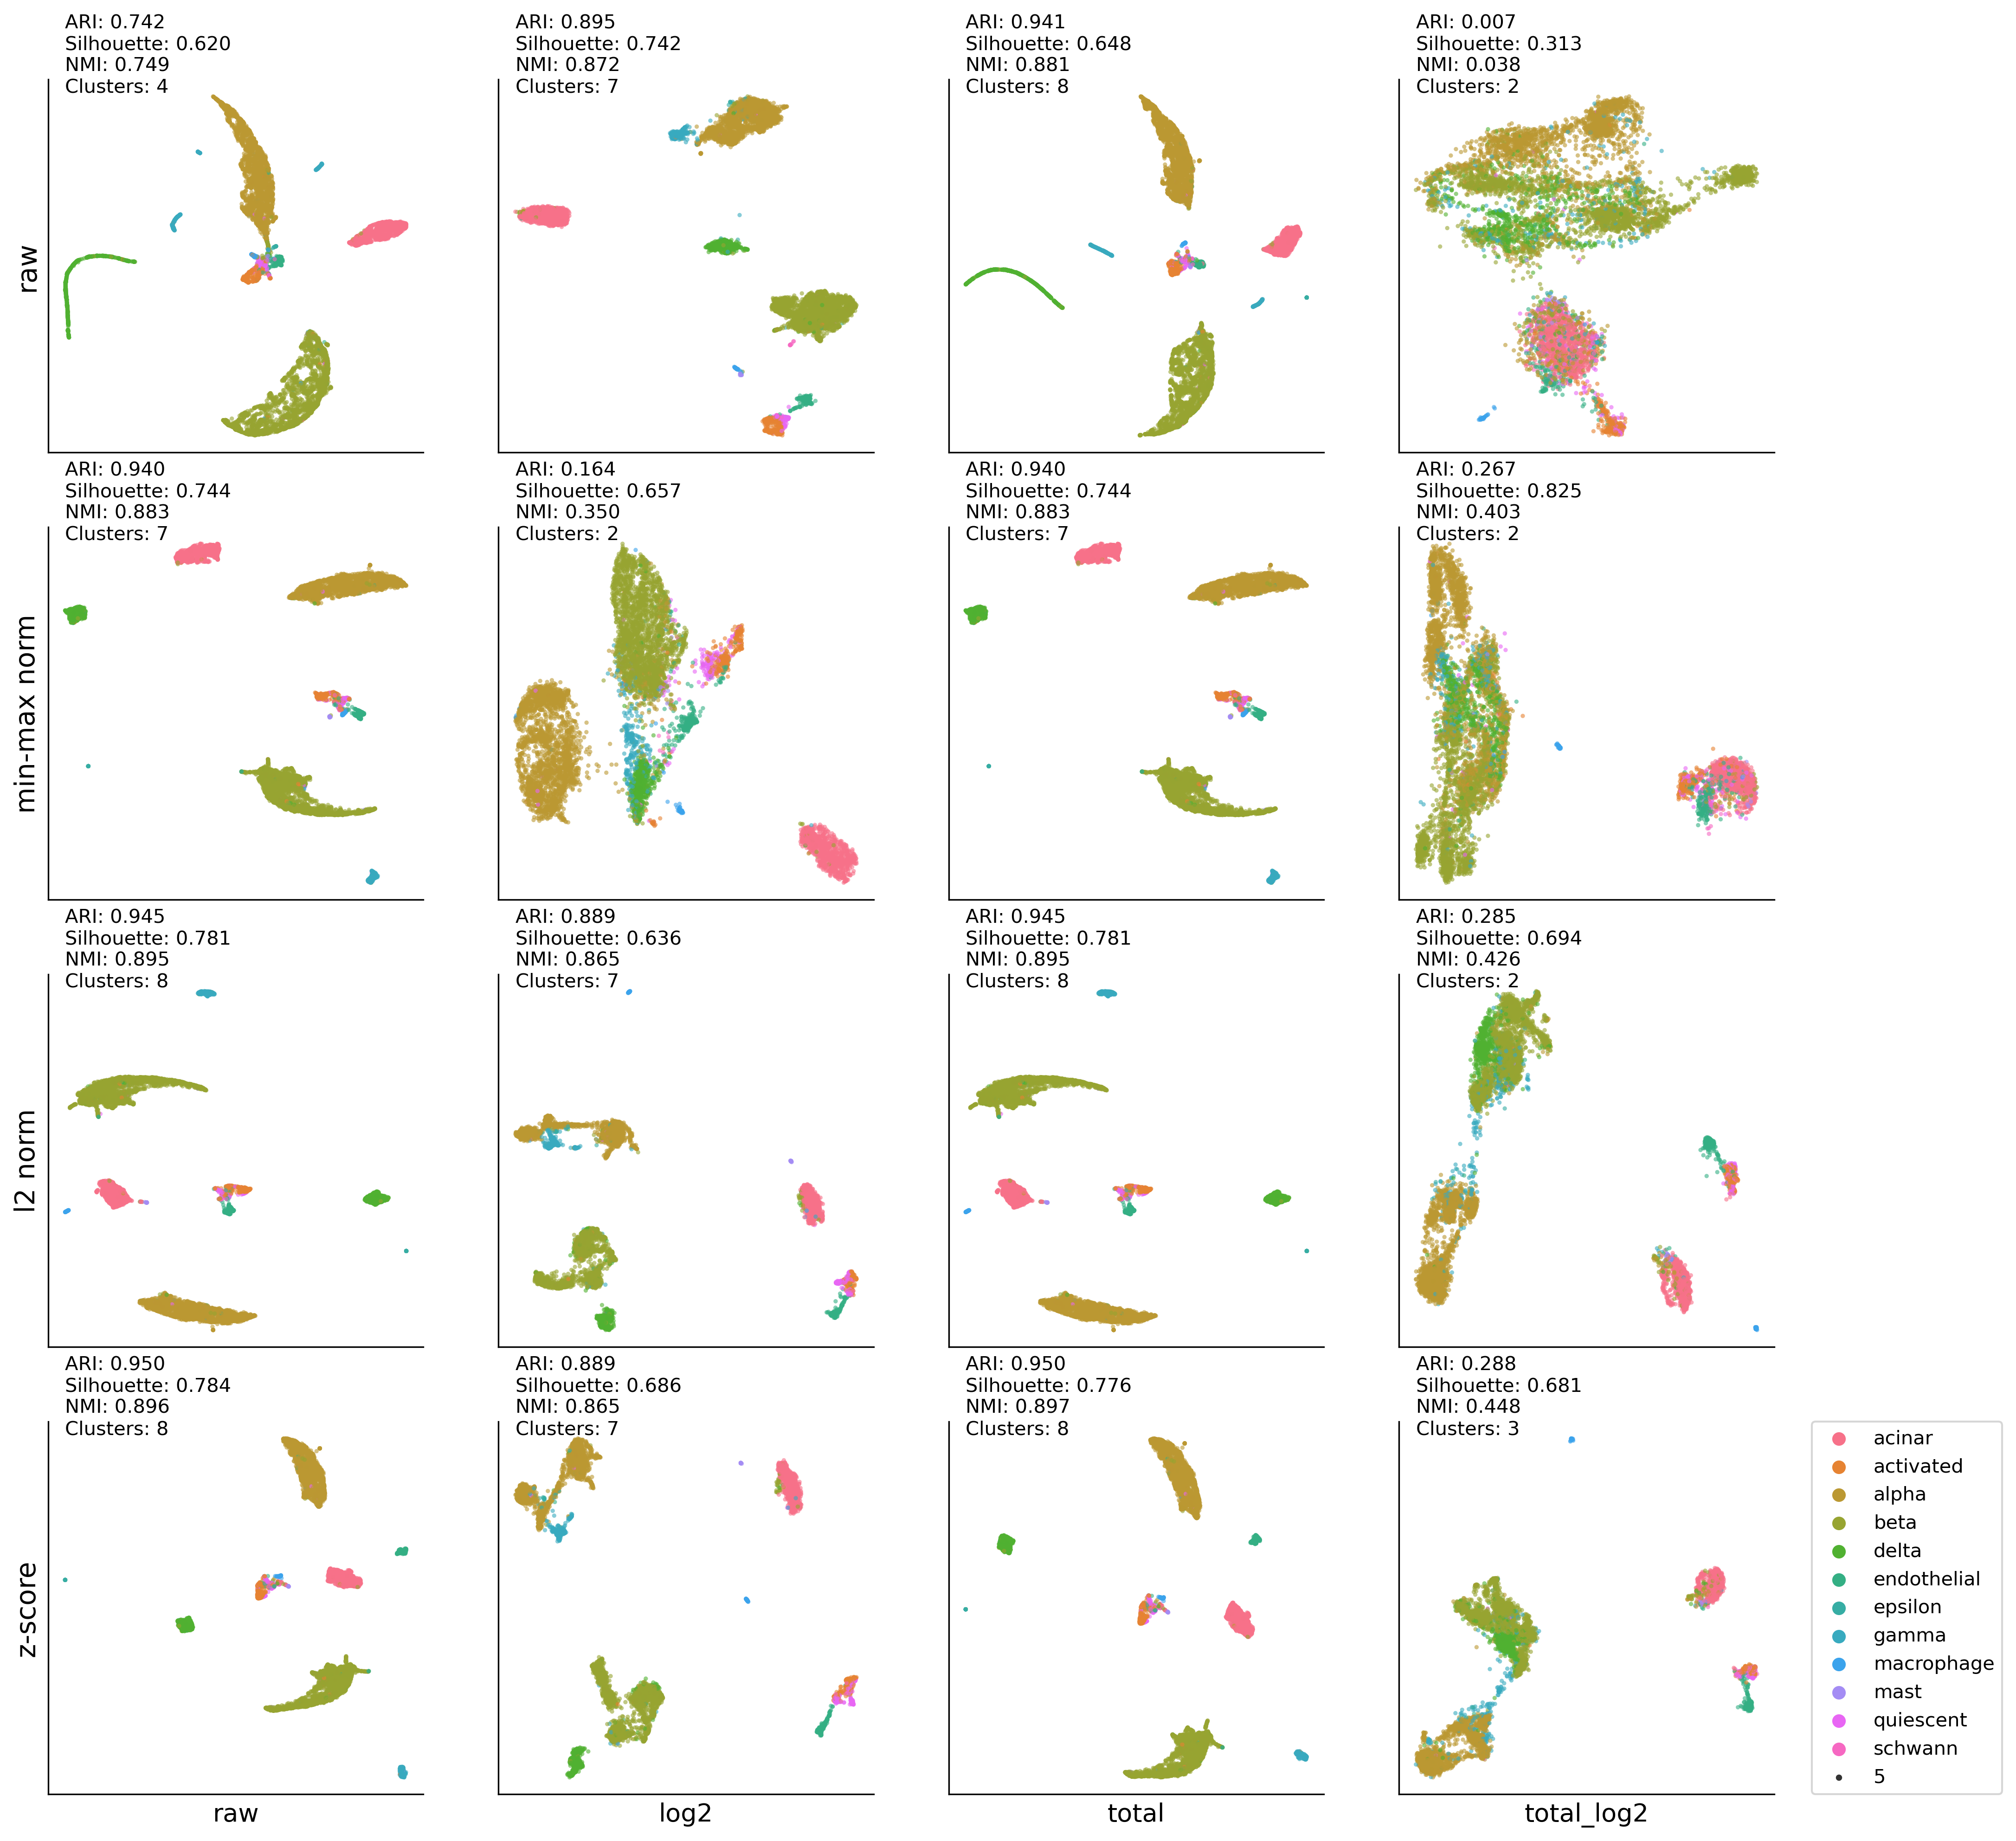 ARI: 0.742
Silhouette: 0.620
NMI: 0.749
Clusters: 4
ARI: 0.895
Silhouette: 0.742
NMI: 0.872
Clusters: 7
ARI: 0.941
Silhouette: 0.648
NMI: 0.881
Clusters: 8
ARI: 0.007
Silhouette: 0.313
NMI: 0.038
Clusters: 2
raw
ARI: 0.940
Silhouette: 0.744
NMI: 0.883
Clusters: 7
ARI: 0.164
Silhouette: 0.657
NMI: 0.350
Clusters: 2
ARI: 0.940
Silhouette: 0.744
NMI: 0.883
Clusters: 7
ARI: 0.267
Silhouette: 0.825
NMI: 0.403
Clusters: 2
min-max norm
ARI: 0.945
Silhouette: 0.781
NMI: 0.895
Clusters: 8
ARI: 0.889
Silhouette: 0.636
NMI: 0.865
Clusters: 7
ARI: 0.945
Silhouette: 0.781
NMI: 0.895
Clusters: 8
ARI: 0.285
Silhouette: 0.694
NMI: 0.426
Clusters: 2
l2 norm
ARI: 0.950
Silhouette: 0.784
NMI: 0.896
Clusters: 8
ARI: 0.889
Silhouette: 0.686
NMI: 0.865
Clusters: 7
ARI: 0.950
Silhouette: 0.776
NMI: 0.897
Clusters: 8
ARI: 0.288
Silhouette: 0.681
NMI: 0.448
Clusters: 3
z-score
acinar
activated
alpha
beta
delta
endothelial
epsilon
gamma
macrophage
mast
quiescent
schwann
5
raw
log2
total
total_log2